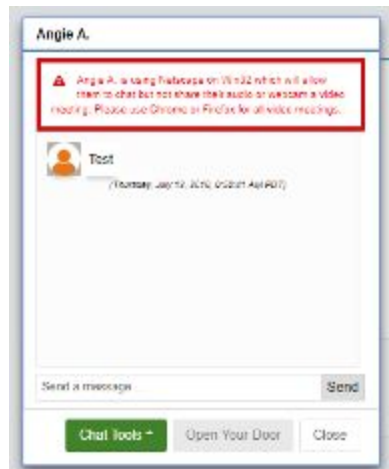 Angie A.
Angie A. is using Netscape on Win32 which will allow
them to chat but not share their audio or webcam a video
meeting. Please use Chrome or Firefox for all video meetings.
Test
(Thursday, July
Send a message
Send
Chat Tools
Open Your Door
Close